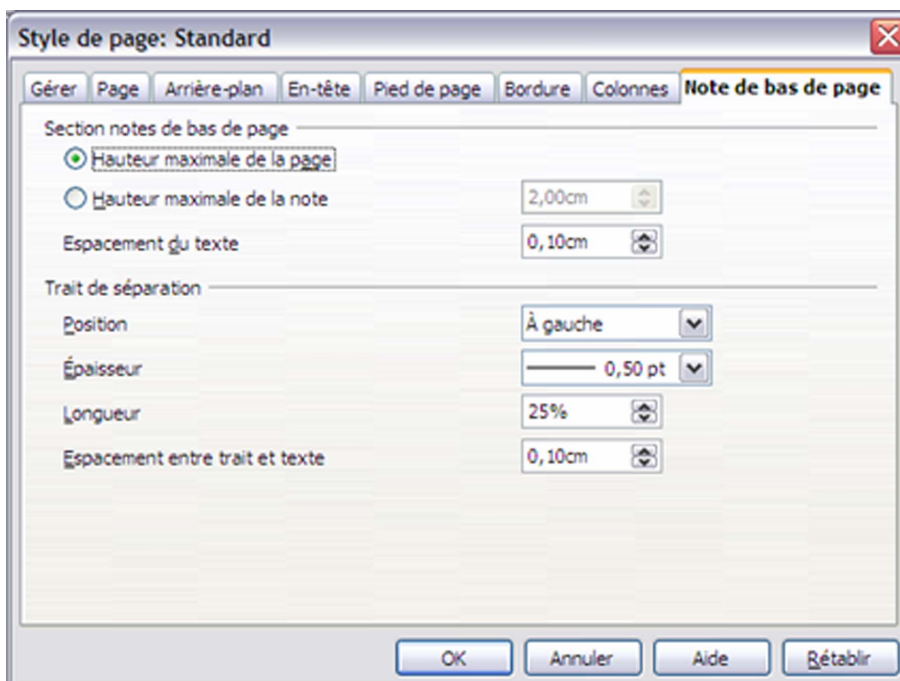 Style de page: Standard
Gérer Page Arrière-plan En-tête Pied de page Bordure Colonnes Note de bas de page
Section notes de bas de page
Hauteur maximale de la page
Hauteur maximale de la note 2,00cm
Espacement du texte 0,10cm
Trait de séparation
Position À gauche
Épaisseur 0,50 pt
Longueur 25%
Espacement entre trait et texte 0,10cm
OK Annuler Aide Rétablir